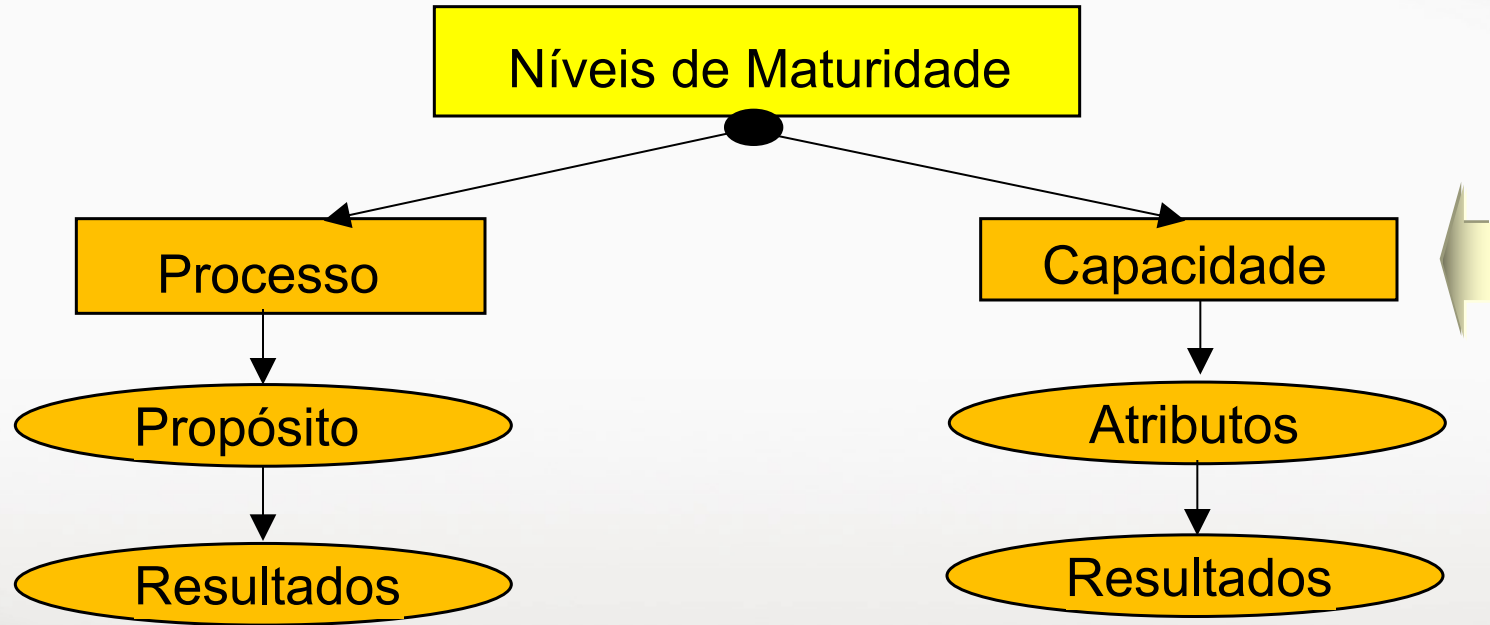 Níveis de Maturidade
Processo
Capacidade
Propósito
Atributos
Resultados
Resultados